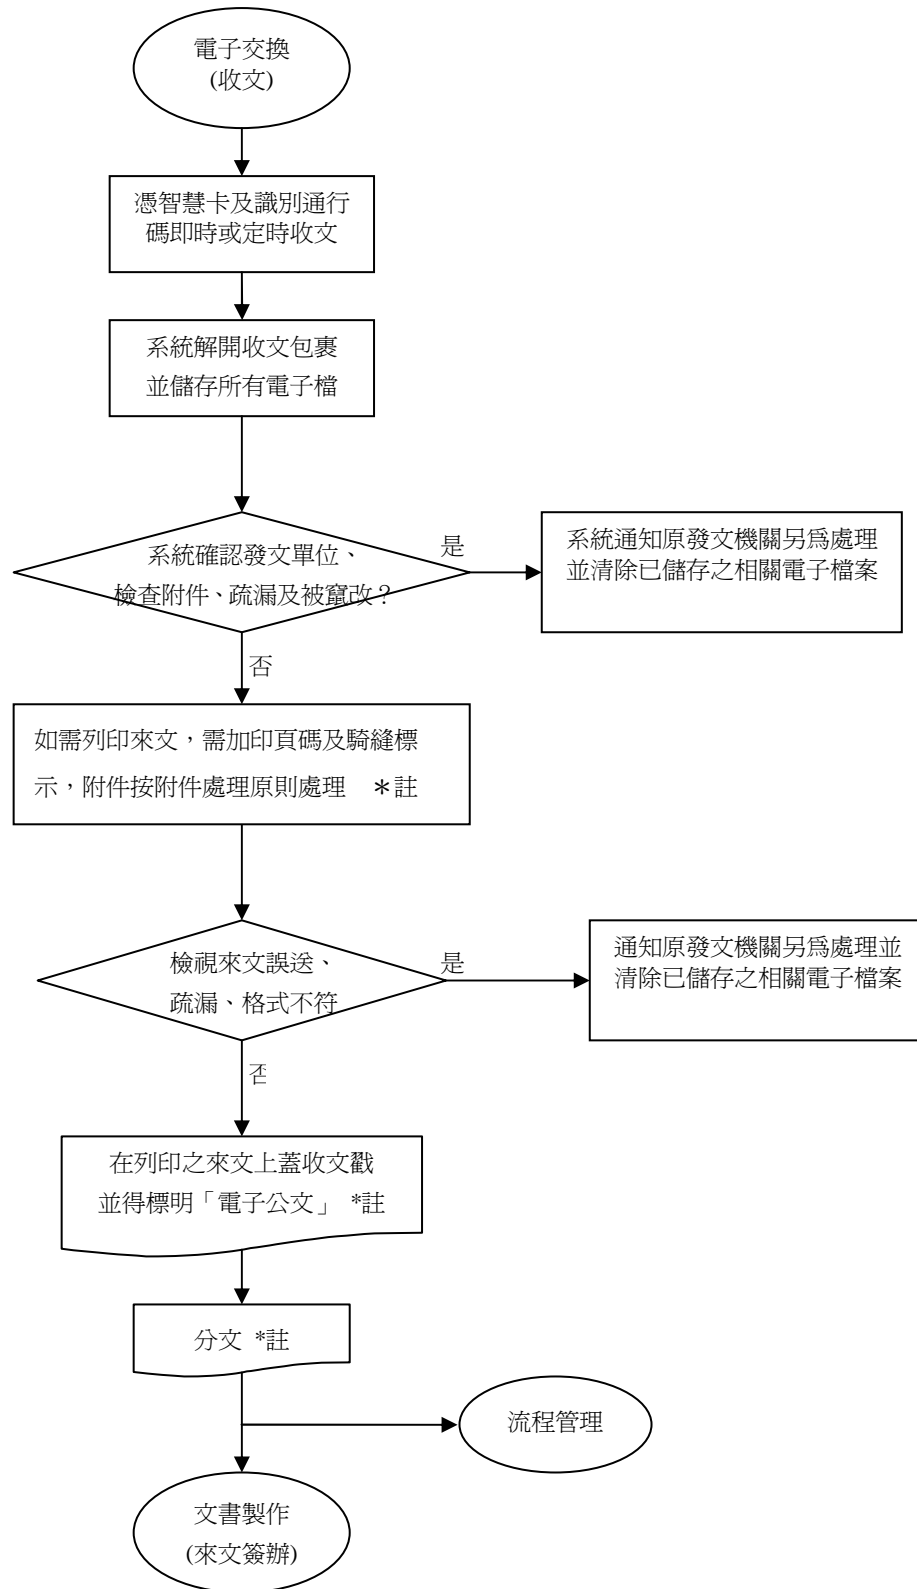 電子交換
(收文)
憑智慧卡及識別通行
碼即時或定時收文
系統解開收文包裹
並儲存所有電子檔
系統確認發文單位、
檢查附件、疏漏及被竄改？
是
系統通知原發文機關另為處理
並清除已儲存之相關電子檔案
否
如需列印來文，需加印頁碼及騎縫標
示，附件按附件處理原則處理　＊註
檢視來文誤送、
疏漏、格式不符
是
通知原發文機關另為處理並
清除已儲存之相關電子檔案
否
在列印之來文上蓋收文戳
並得標明「電子公文」 *註
分文 *註
流程管理
文書製作
(來文簽辦)